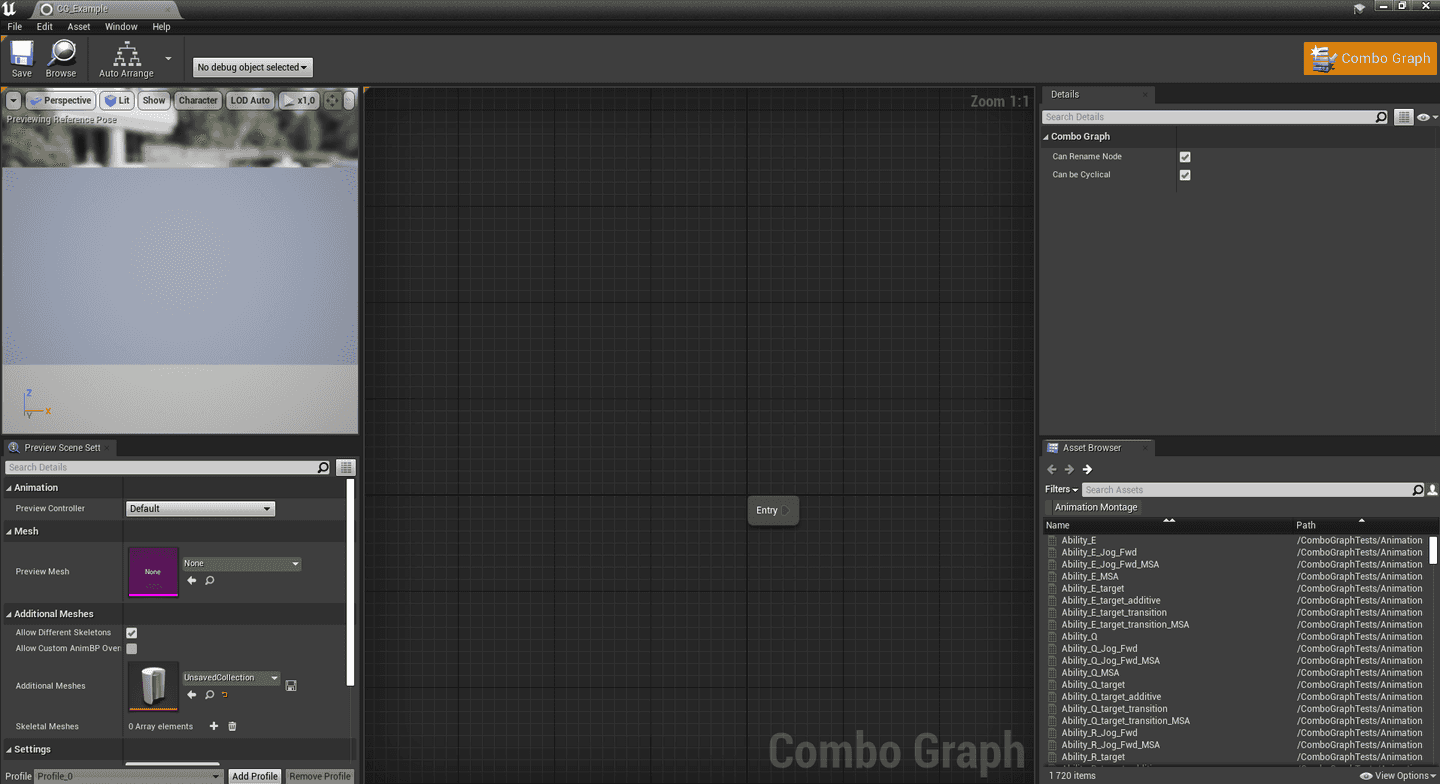 CG_Example
File Edit Asset Window Help
Save
Browse
Auto Arrange
No debug object selected
Combo Graph
Perspective
Lit
Show
Character
LOD Auto
x1,0
Previewing Reference Pose
Z
X
Y
Zoom 1:1
Entry
Combo Graph
Preview Scene Sett
Search Details
Animation
Preview Controller
Default
Mesh
Preview Mesh
None
None
Additional Meshes
Allow Different Skeletons
Allow Custom AnimBP Over
Additional Meshes
UnsavedCollection
Skeletal Meshes
0 Array elements
Settings
Profile
Profile_0
Add Profile
Remove Profile
Details
Search Details
Combo Graph
Can Rename Node
Can be Cyclical
Asset Browser
Filters
Search Assets
Animation Montage
Name Path
Ability_E /ComboGraphTests/Animation
Ability_E_Jog_Fwd /ComboGraphTests/Animation
Ability_E_Jog_Fwd_MSA /ComboGraphTests/Animation
Ability_E_MSA /ComboGraphTests/Animation
Ability_E_target /ComboGraphTests/Animation
Ability_E_target_additive /ComboGraphTests/Animation
Ability_E_target_transition /ComboGraphTests/Animation
Ability_E_target_transition_MSA /ComboGraphTests/Animation
Ability_Q /ComboGraphTests/Animation
Ability_Q_Jog_Fwd /ComboGraphTests/Animation
Ability_Q_Jog_Fwd_MSA /ComboGraphTests/Animation
Ability_Q_MSA /ComboGraphTests/Animation
Ability_Q_target /ComboGraphTests/Animation
Ability_Q_target_additive /ComboGraphTests/Animation
Ability_Q_target_transition /ComboGraphTests/Animation
Ability_Q_target_transition_MSA /ComboGraphTests/Animation
Ability_R_Jog_Fwd /ComboGraphTests/Animation
Ability_R_Jog_Fwd_MSA /ComboGraphTests/Animation
Ability_R_target /ComboGraphTests/Animation
1 720 items
View Options